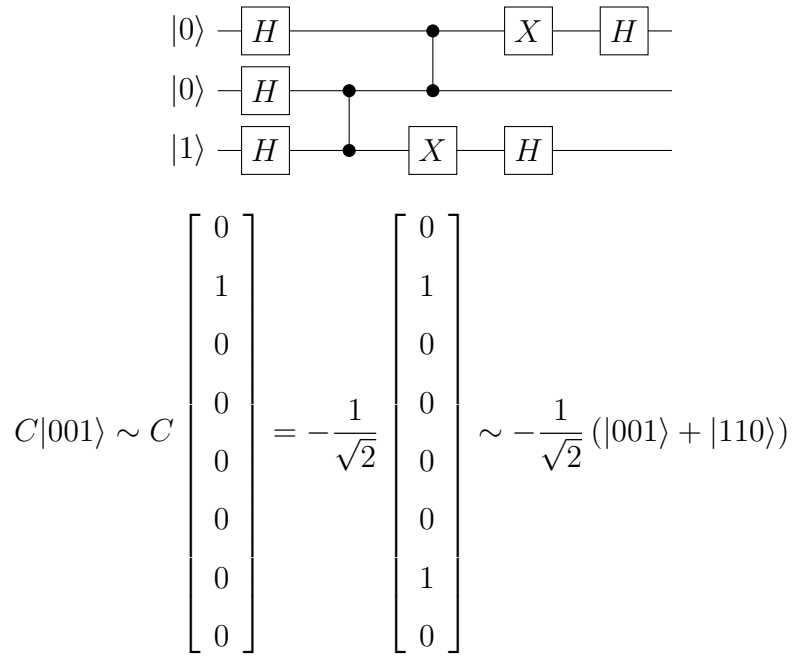 |0⟩ H X H
|0⟩ H
|1⟩ H X H
C|001⟩ ∼ C [ 0 1 0 0 0 0 0 0 ] = − 1/√2 [ 0 1 0 0 0 0 1 0 ] ∼ − 1/√2 (|001⟩ + |110⟩)